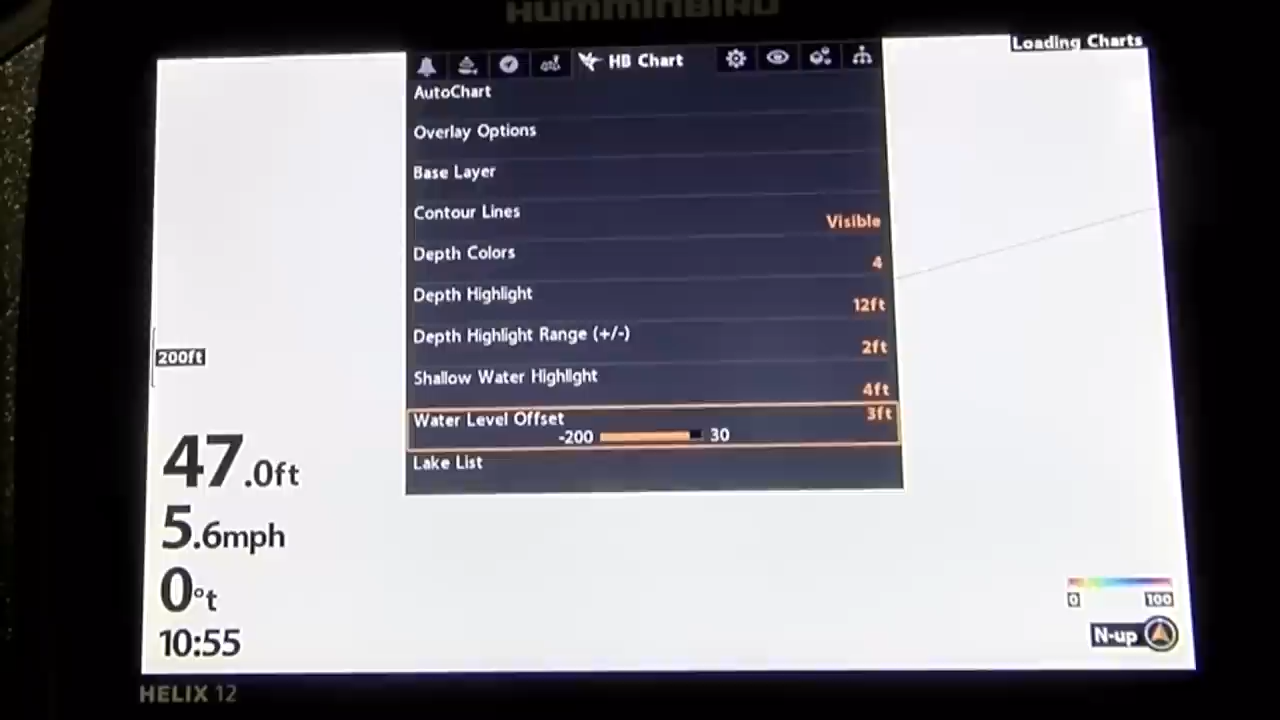 HUMMINBIRD
Loading Charts
HB Chart
AutoChart
Overlay Options
Base Layer
Contour Lines
Visible
Depth Colors
4
Depth Highlight
12ft
Depth Highlight Range (+/-)
2ft
Shallow Water Highlight
4ft
Water Level Offset
3ft
-200 30
Lake List
200ft
47.0ft
5.6mph
0°t
10:55
0 100
N-up
HELIX 12